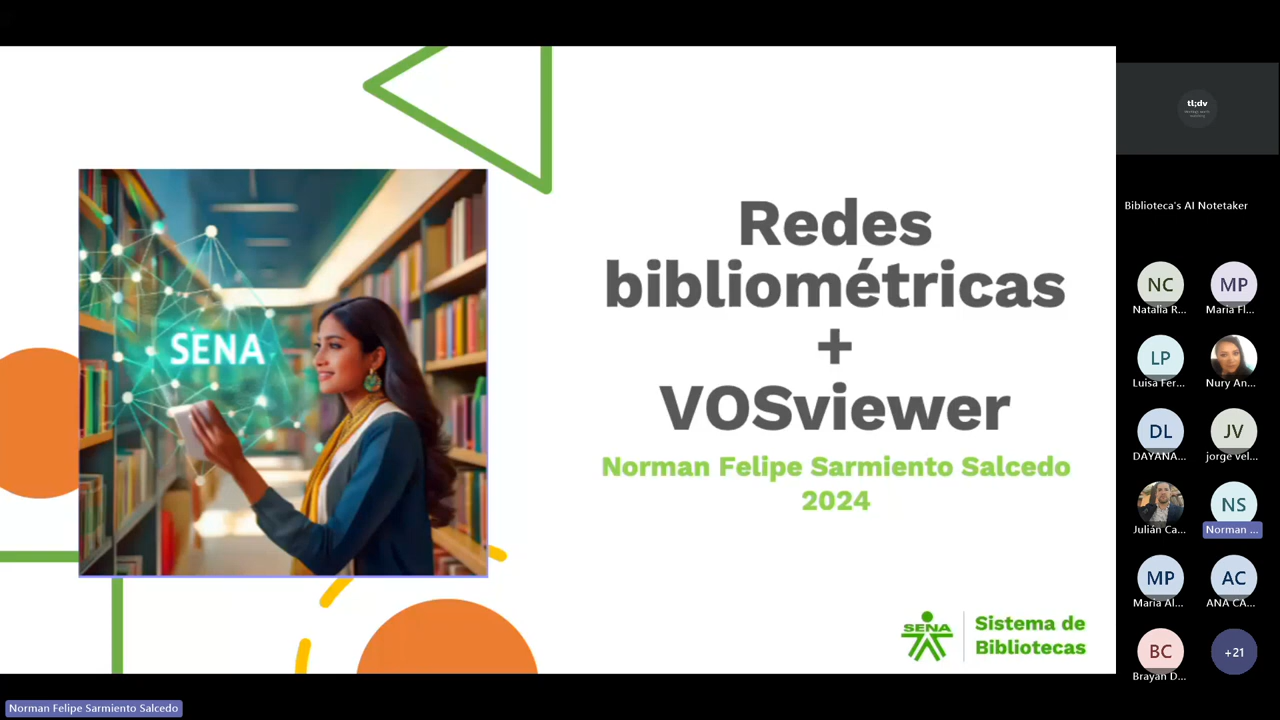 SENA
Redes
bibliométricas
+
VOSviewer
Norman Felipe Sarmiento Salcedo
2024
SENA
Sistema de
Bibliotecas
Norman Felipe Sarmiento Salcedo
tl;dv
Biblioteca's AI Notetaker
NC
MP
Natalia R...
Maria Fl...
LP
Luisa Fer...
Nury An...
DL
JV
DAYANA...
jorge vel...
NS
Julián Ca...
Norman ...
MP
AC
Maria Al...
ANA CA...
BC
+21
Brayan D...